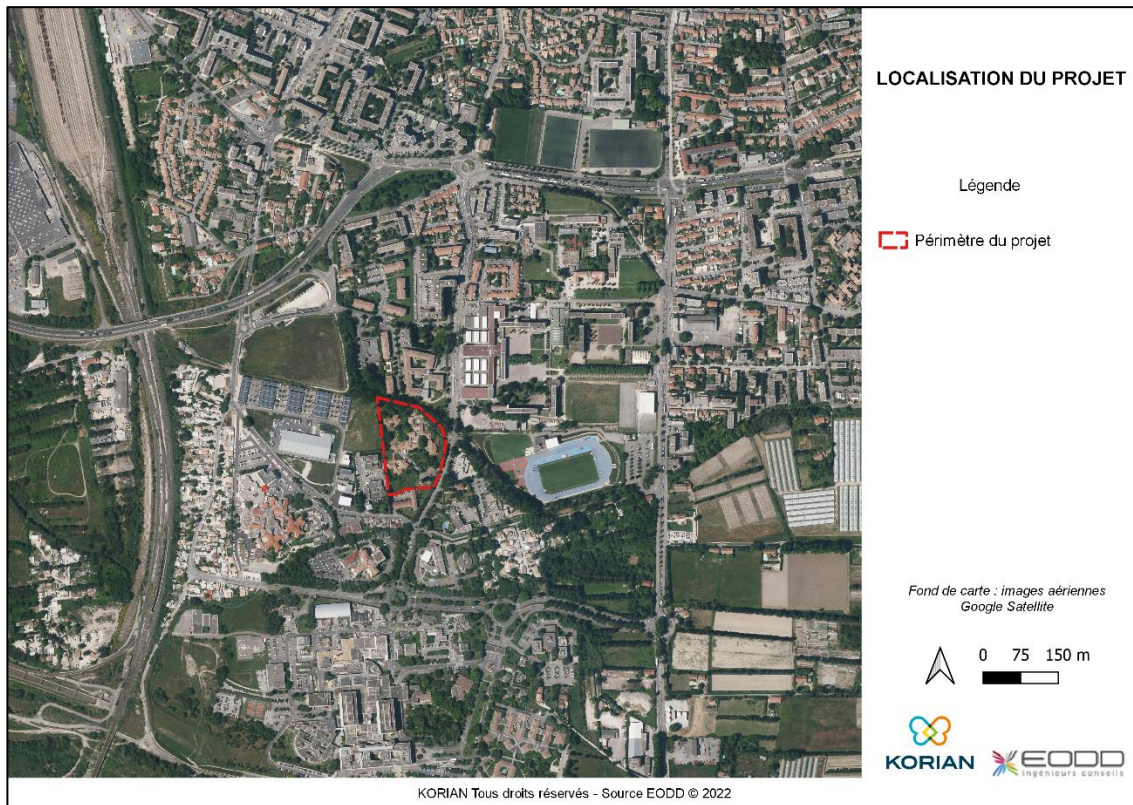 LOCALISATION DU PROJET
Légende
Périmètre du projet
Fond de carte : images aériennes
Google Satellite
0 75 150 m
KORIAN
EODD
ingénieurs conseils
KORIAN Tous droits réservés - Source EODD © 2022